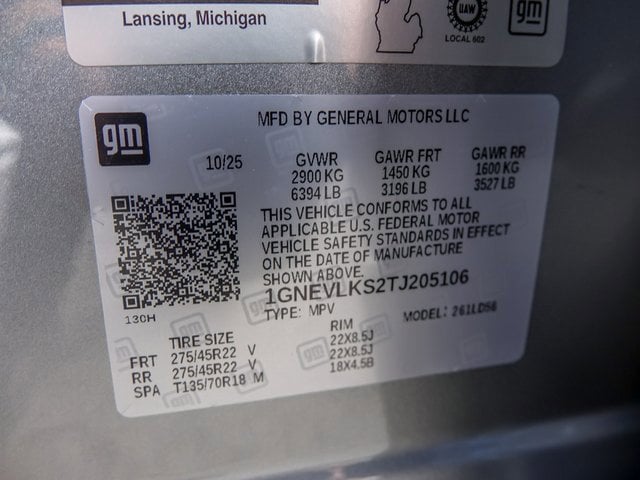 Lansing, Michigan
UAW
LOCAL 602
gm
gm
MFD BY GENERAL MOTORS LLC
10/25 GVWR GAWR FRT GAWR RR
2900 KG 1450 KG 1600 KG
6394 LB 3196 LB 3527 LB
THIS VEHICLE CONFORMS TO ALL
APPLICABLE U.S. FEDERAL MOTOR
VEHICLE SAFETY STANDARDS IN EFFECT
ON THE DATE OF MANUFACTURE
SHOWN ABOVE.
1GNEVLKS2TJ205106
TYPE: MPV MODEL: 261LD56
130H
TIRE SIZE RIM
FRT 275/45R22 V 22X8.5J
RR 275/45R22 V 22X8.5J
SPA T135/70R18 M 18X4.5B